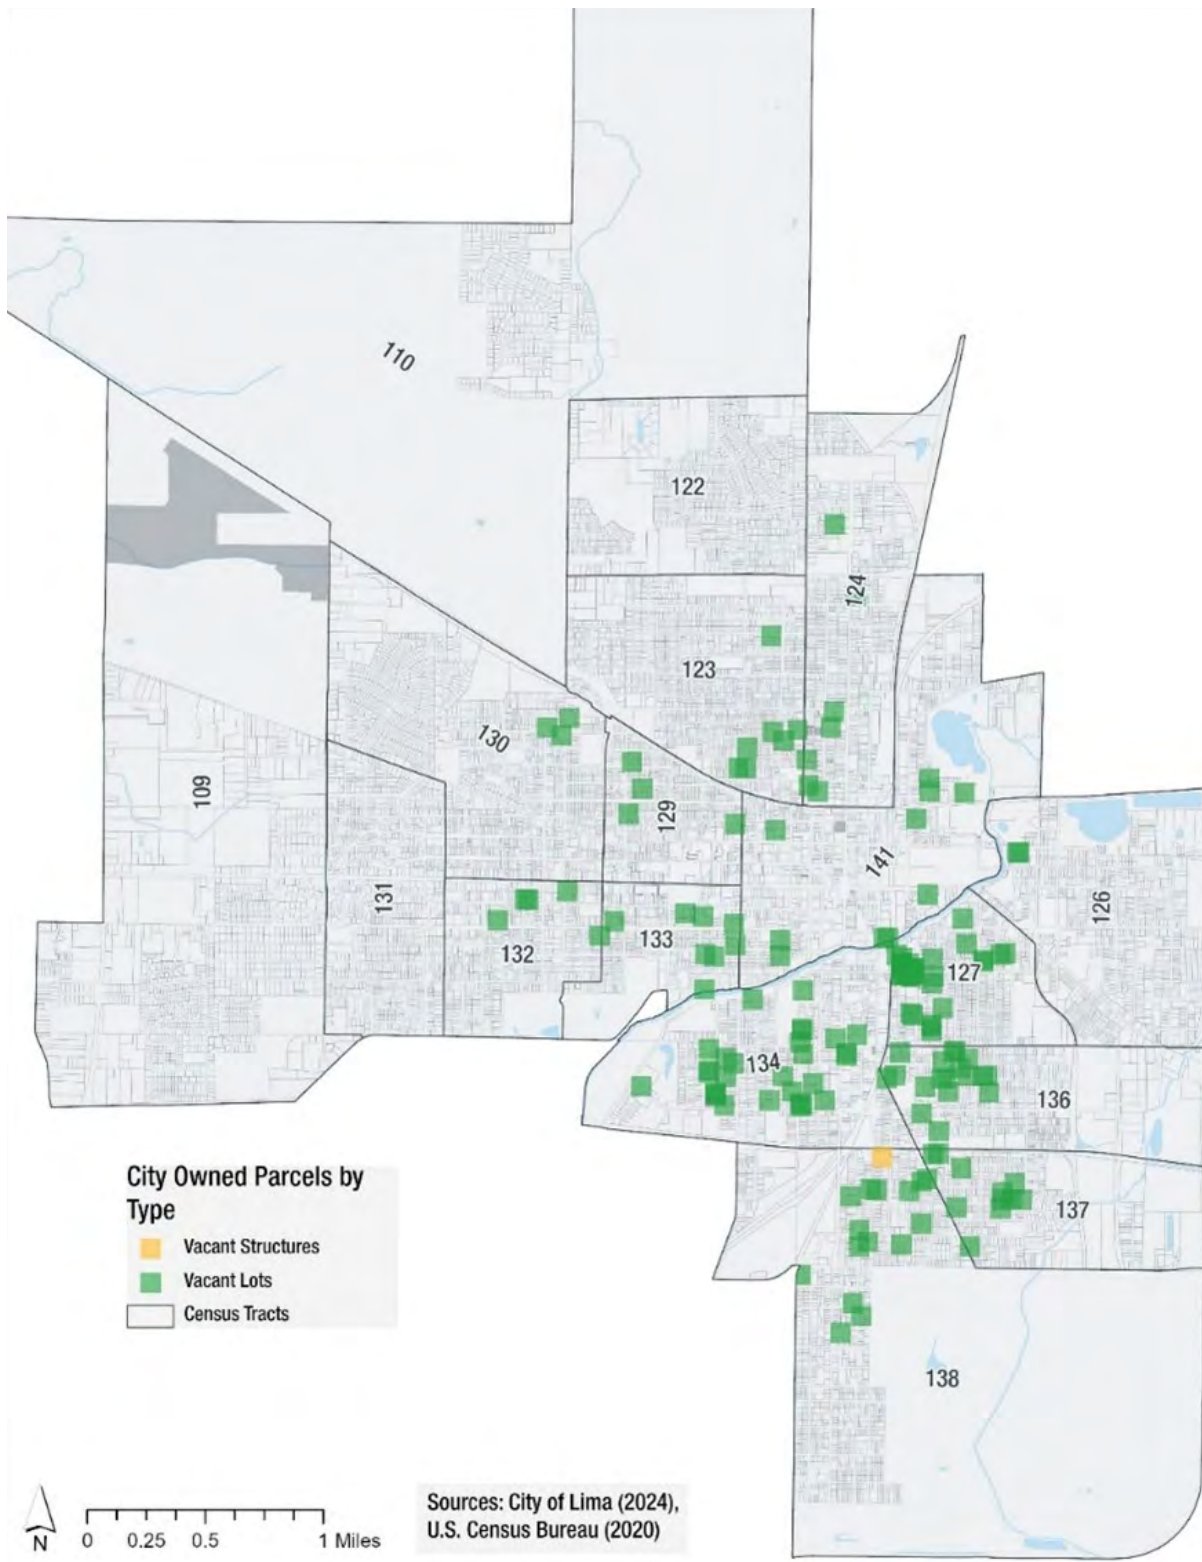 110
122
124
123
130
109
129
141
131
126
132
133
127
134
136
City Owned Parcels by
Type
Vacant Structures
Vacant Lots
Census Tracts
137
138
Sources: City of Lima (2024),
U.S. Census Bureau (2020)
N
0 0.25 0.5 1 Miles